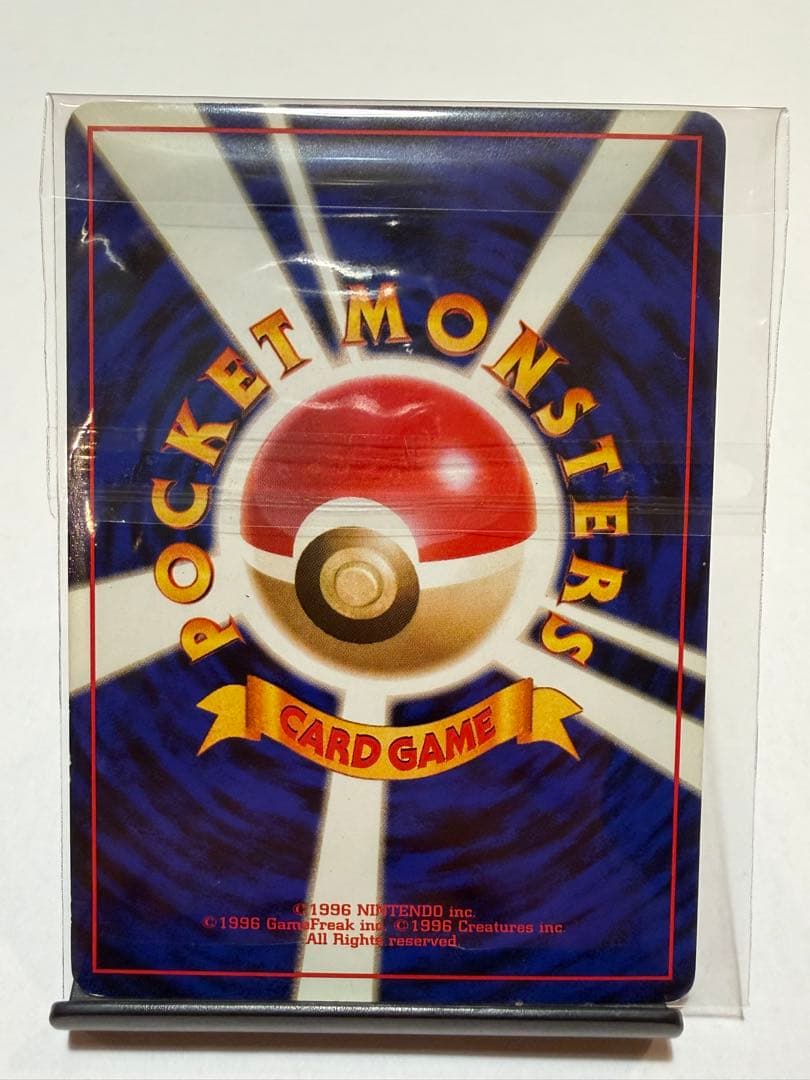 POCKET MONSTERS
CARD GAME
©1996 NINTENDO inc.
©1996 GameFreak inc. ©1996 Creatures inc.
All Rights reserved